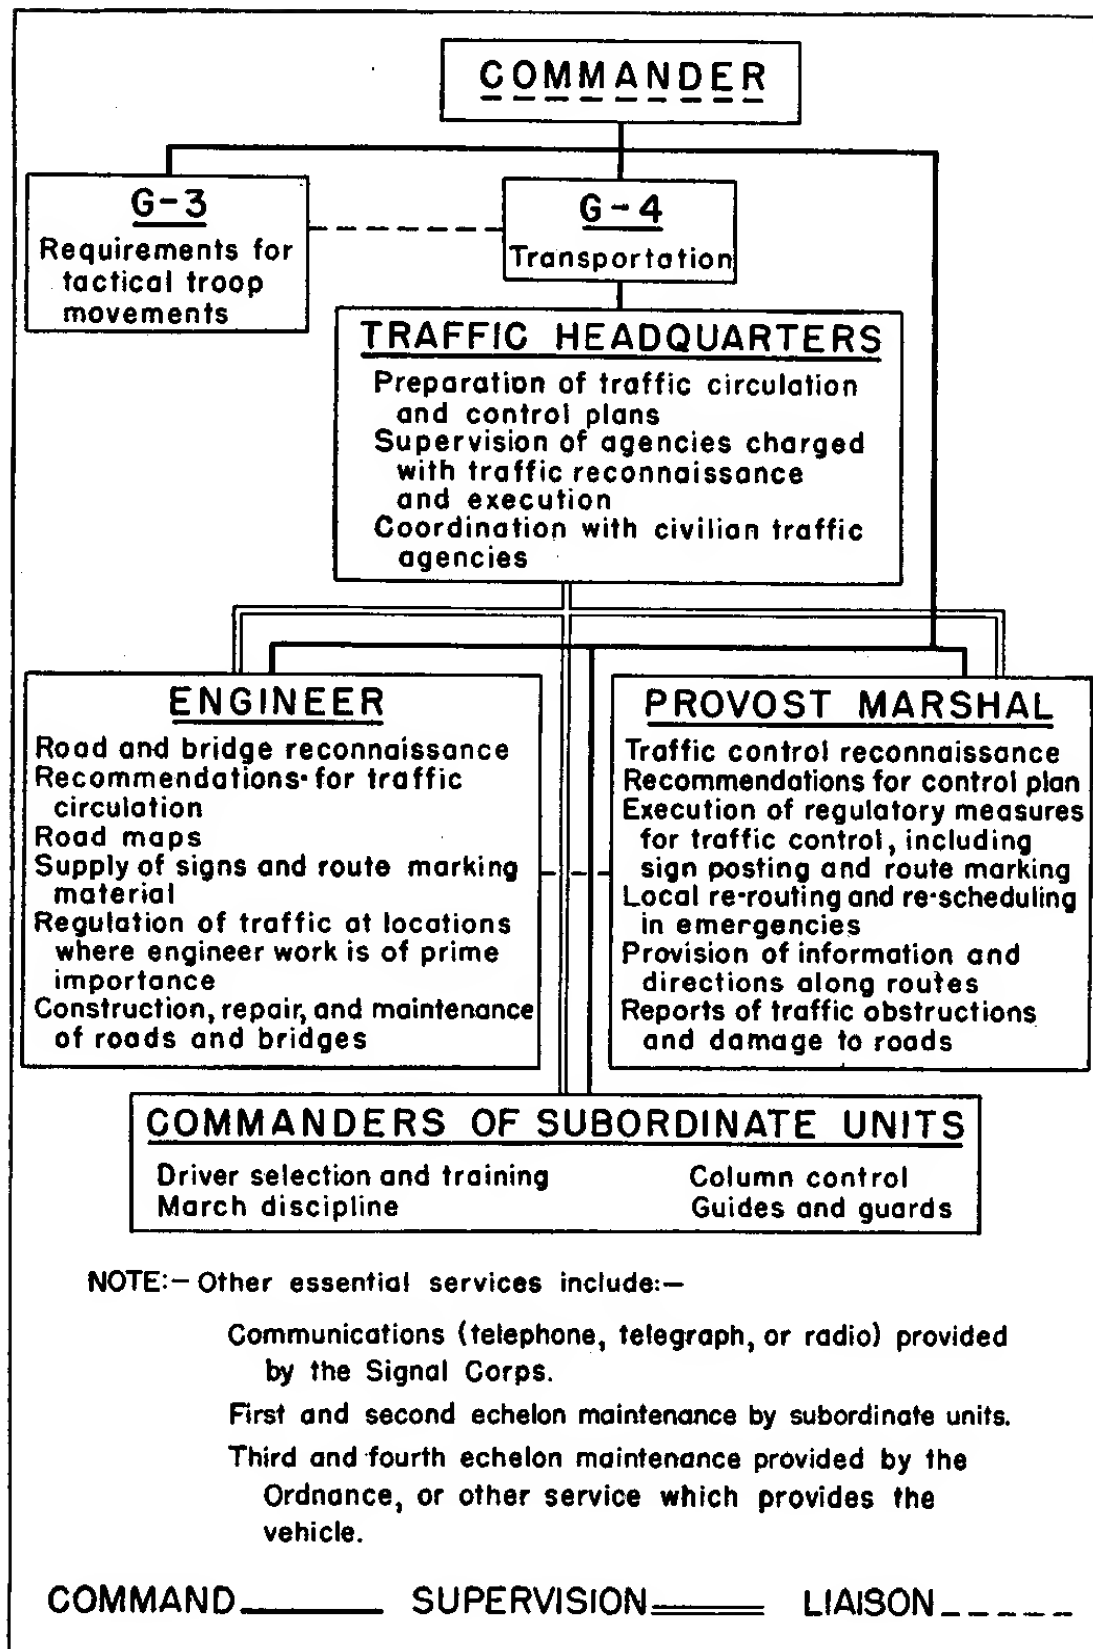 COMMANDER
G-3
Requirements for
tactical troop
movements
G-4
Transportation
TRAFFIC HEADQUARTERS
Preparation of traffic circulation
and control plans
Supervision of agencies charged
with traffic reconnaissance
and execution
Coordination with civilian traffic
agencies
ENGINEER
Road and bridge reconnaissance
Recommendations for traffic
circulation
Road maps
Supply of signs and route marking
material
Regulation of traffic at locations
where engineer work is of prime
importance
Construction, repair, and maintenance
of roads and bridges
PROVOST MARSHAL
Traffic control reconnaissance
Recommendations for control plan
Execution of regulatory measures
for traffic control, including
sign posting and route marking
Local re-routing and re-scheduling
in emergencies
Provision of information and
directions along routes
Reports of traffic obstructions
and damage to roads
COMMANDERS OF SUBORDINATE UNITS
Driver selection and training
March discipline
Column control
Guides and guards
NOTE:- Other essential services include:-
Communications (telephone, telegraph, or radio) provided
by the Signal Corps.
First and second echelon maintenance by subordinate units.
Third and fourth echelon maintenance provided by the
Ordnance, or other service which provides the
vehicle.
COMMAND SUPERVISION LIAISON